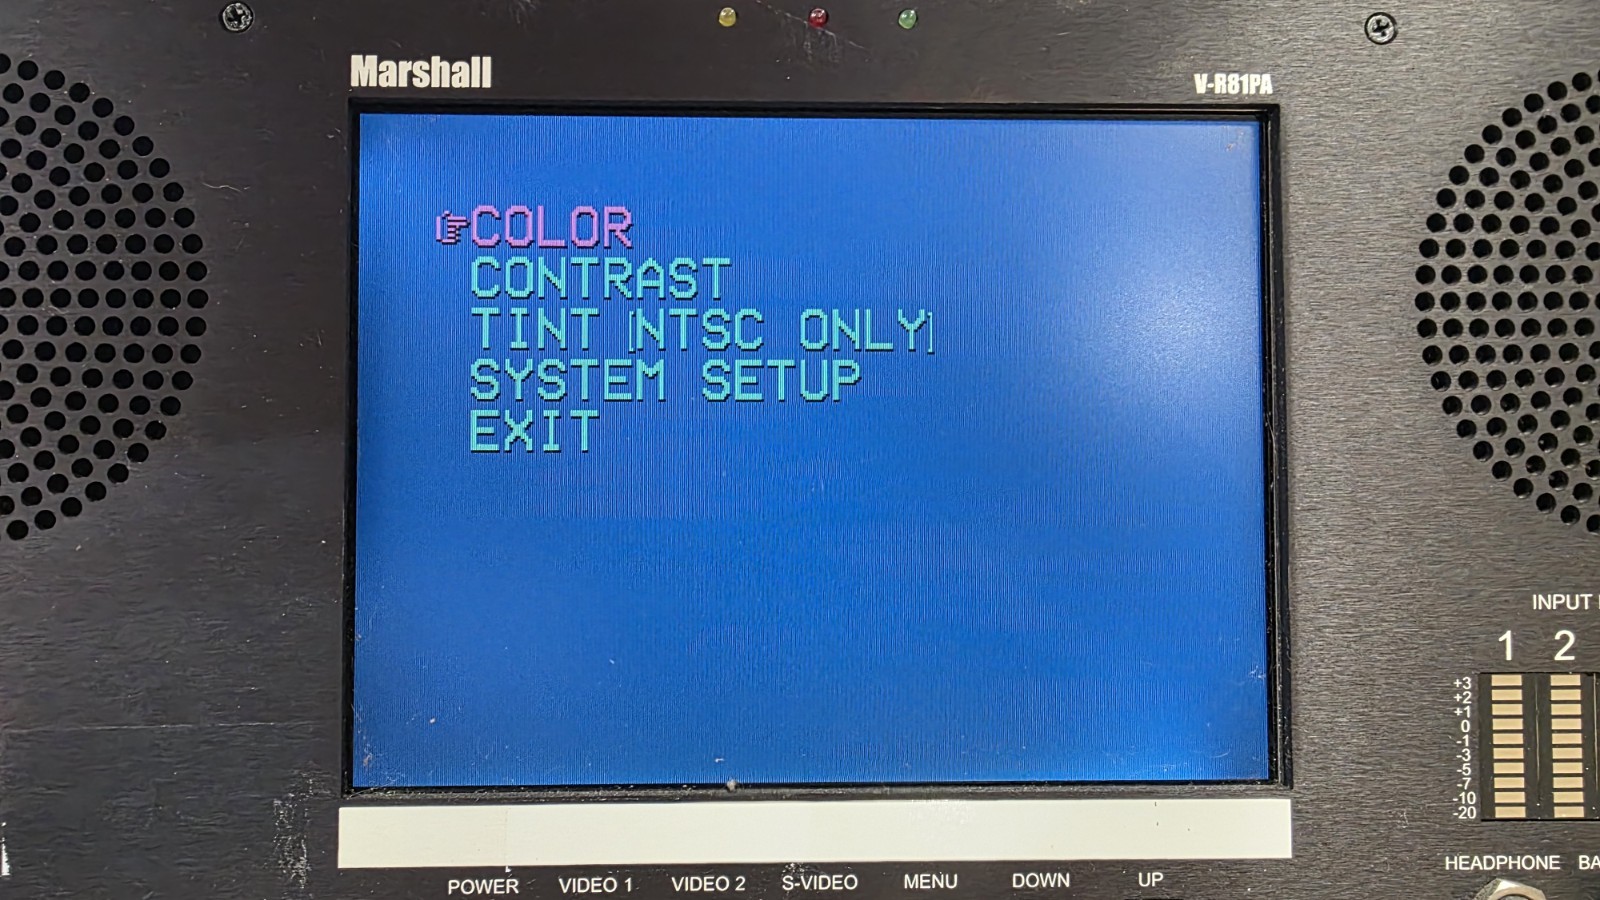 Marshall
V-R81PA
COLOR
CONTRAST
TINT [NTSC ONLY]
SYSTEM SETUP
EXIT
INPUT
1 2
+3
+2
+1
0
-1
-3
-5
-7
-10
-20
HEADPHONE
POWER VIDEO 1 VIDEO 2 S-VIDEO MENU DOWN UP